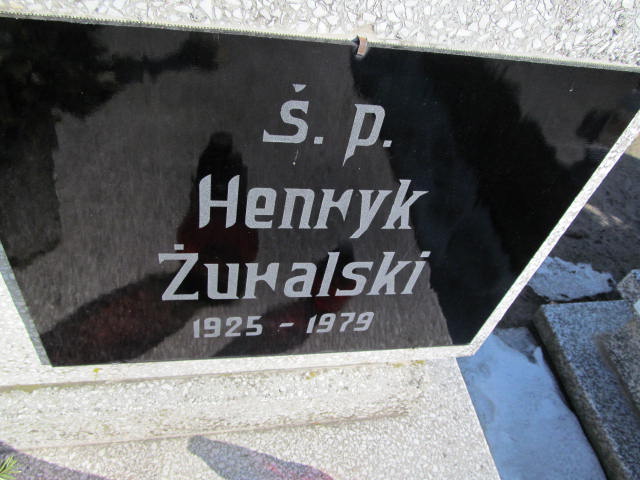 Ś. p.
Henryk
Żuralski
1925 - 1979